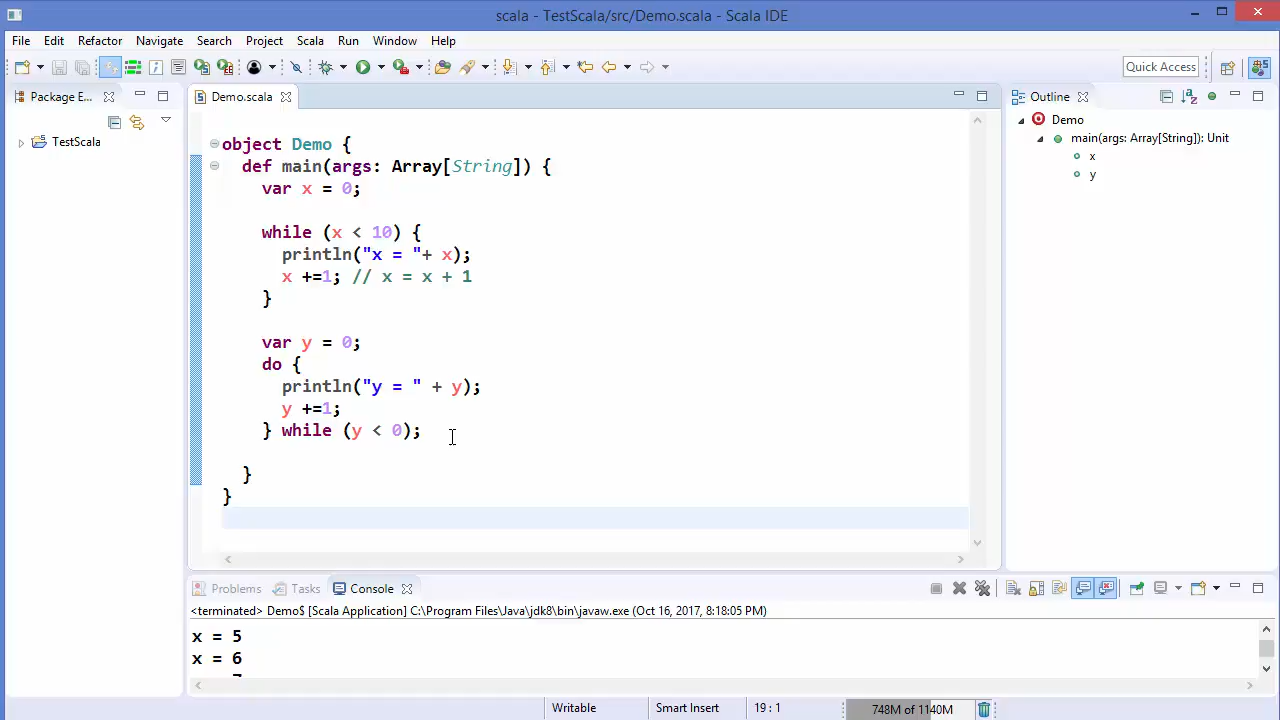 scala - TestScala/src/Demo.scala - Scala IDE
File Edit Refactor Navigate Search Project Scala Run Window Help
Quick Access
Package E...
TestScala
Demo.scala
object Demo {
def main(args: Array[String]) {
var x = 0;
while (x < 10) {
println("x = "+ x);
x +=1; // x = x + 1
}
var y = 0;
do {
println("y = " + y);
y +=1;
} while (y < 0);
}
}
Outline
Demo
main(args: Array[String]): Unit
x
y
Problems Tasks Console
<terminated> Demo$ [Scala Application] C:\Program Files\Java\jdk8\bin\javaw.exe (Oct 16, 2017, 8:18:05 PM)
x = 5
x = 6
Writable Smart Insert 19 : 1 748M of 1140M